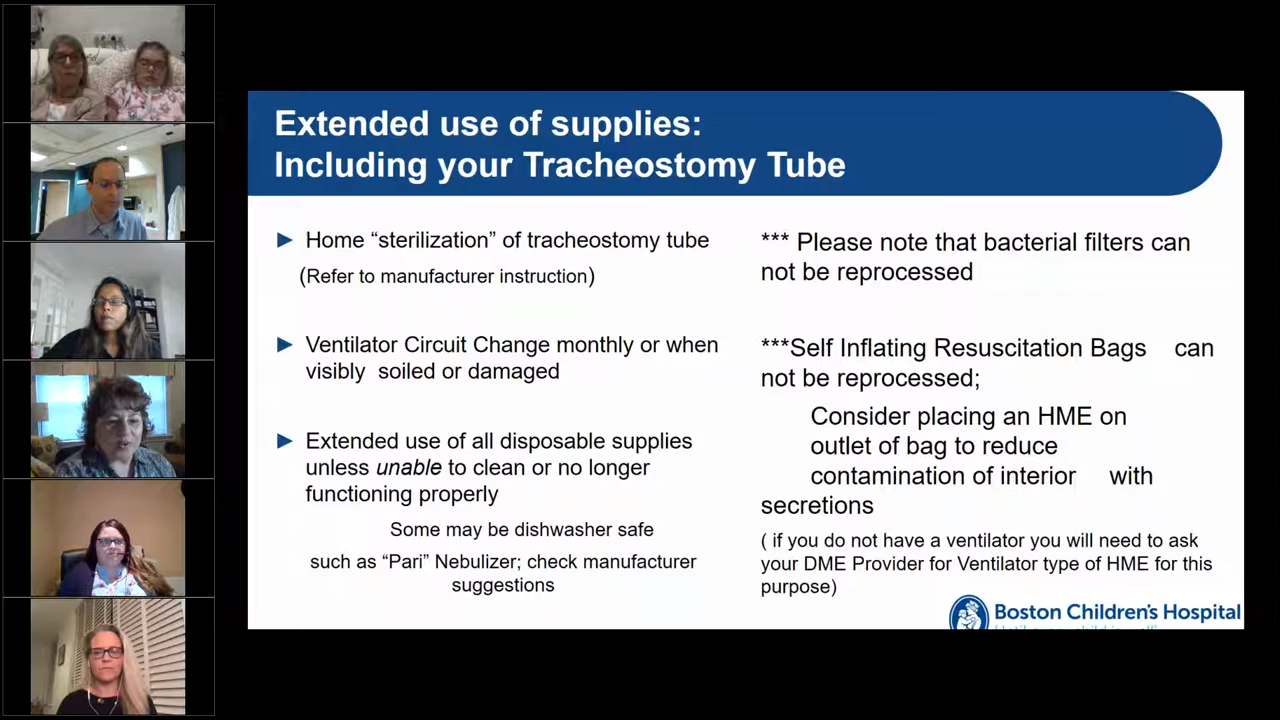 Extended use of supplies:
Including your Tracheostomy Tube
► Home “sterilization” of tracheostomy tube
(Refer to manufacturer instruction)
► Ventilator Circuit Change monthly or when
visibly soiled or damaged
► Extended use of all disposable supplies
unless unable to clean or no longer
functioning properly
Some may be dishwasher safe
such as “Pari” Nebulizer; check manufacturer
suggestions
*** Please note that bacterial filters can
not be reprocessed
***Self Inflating Resuscitation Bags can
not be reprocessed;
Consider placing an HME on
outlet of bag to reduce
contamination of interior with
secretions
( if you do not have a ventilator you will need to ask
your DME Provider for Ventilator type of HME for this
purpose)
Boston Children's Hospital